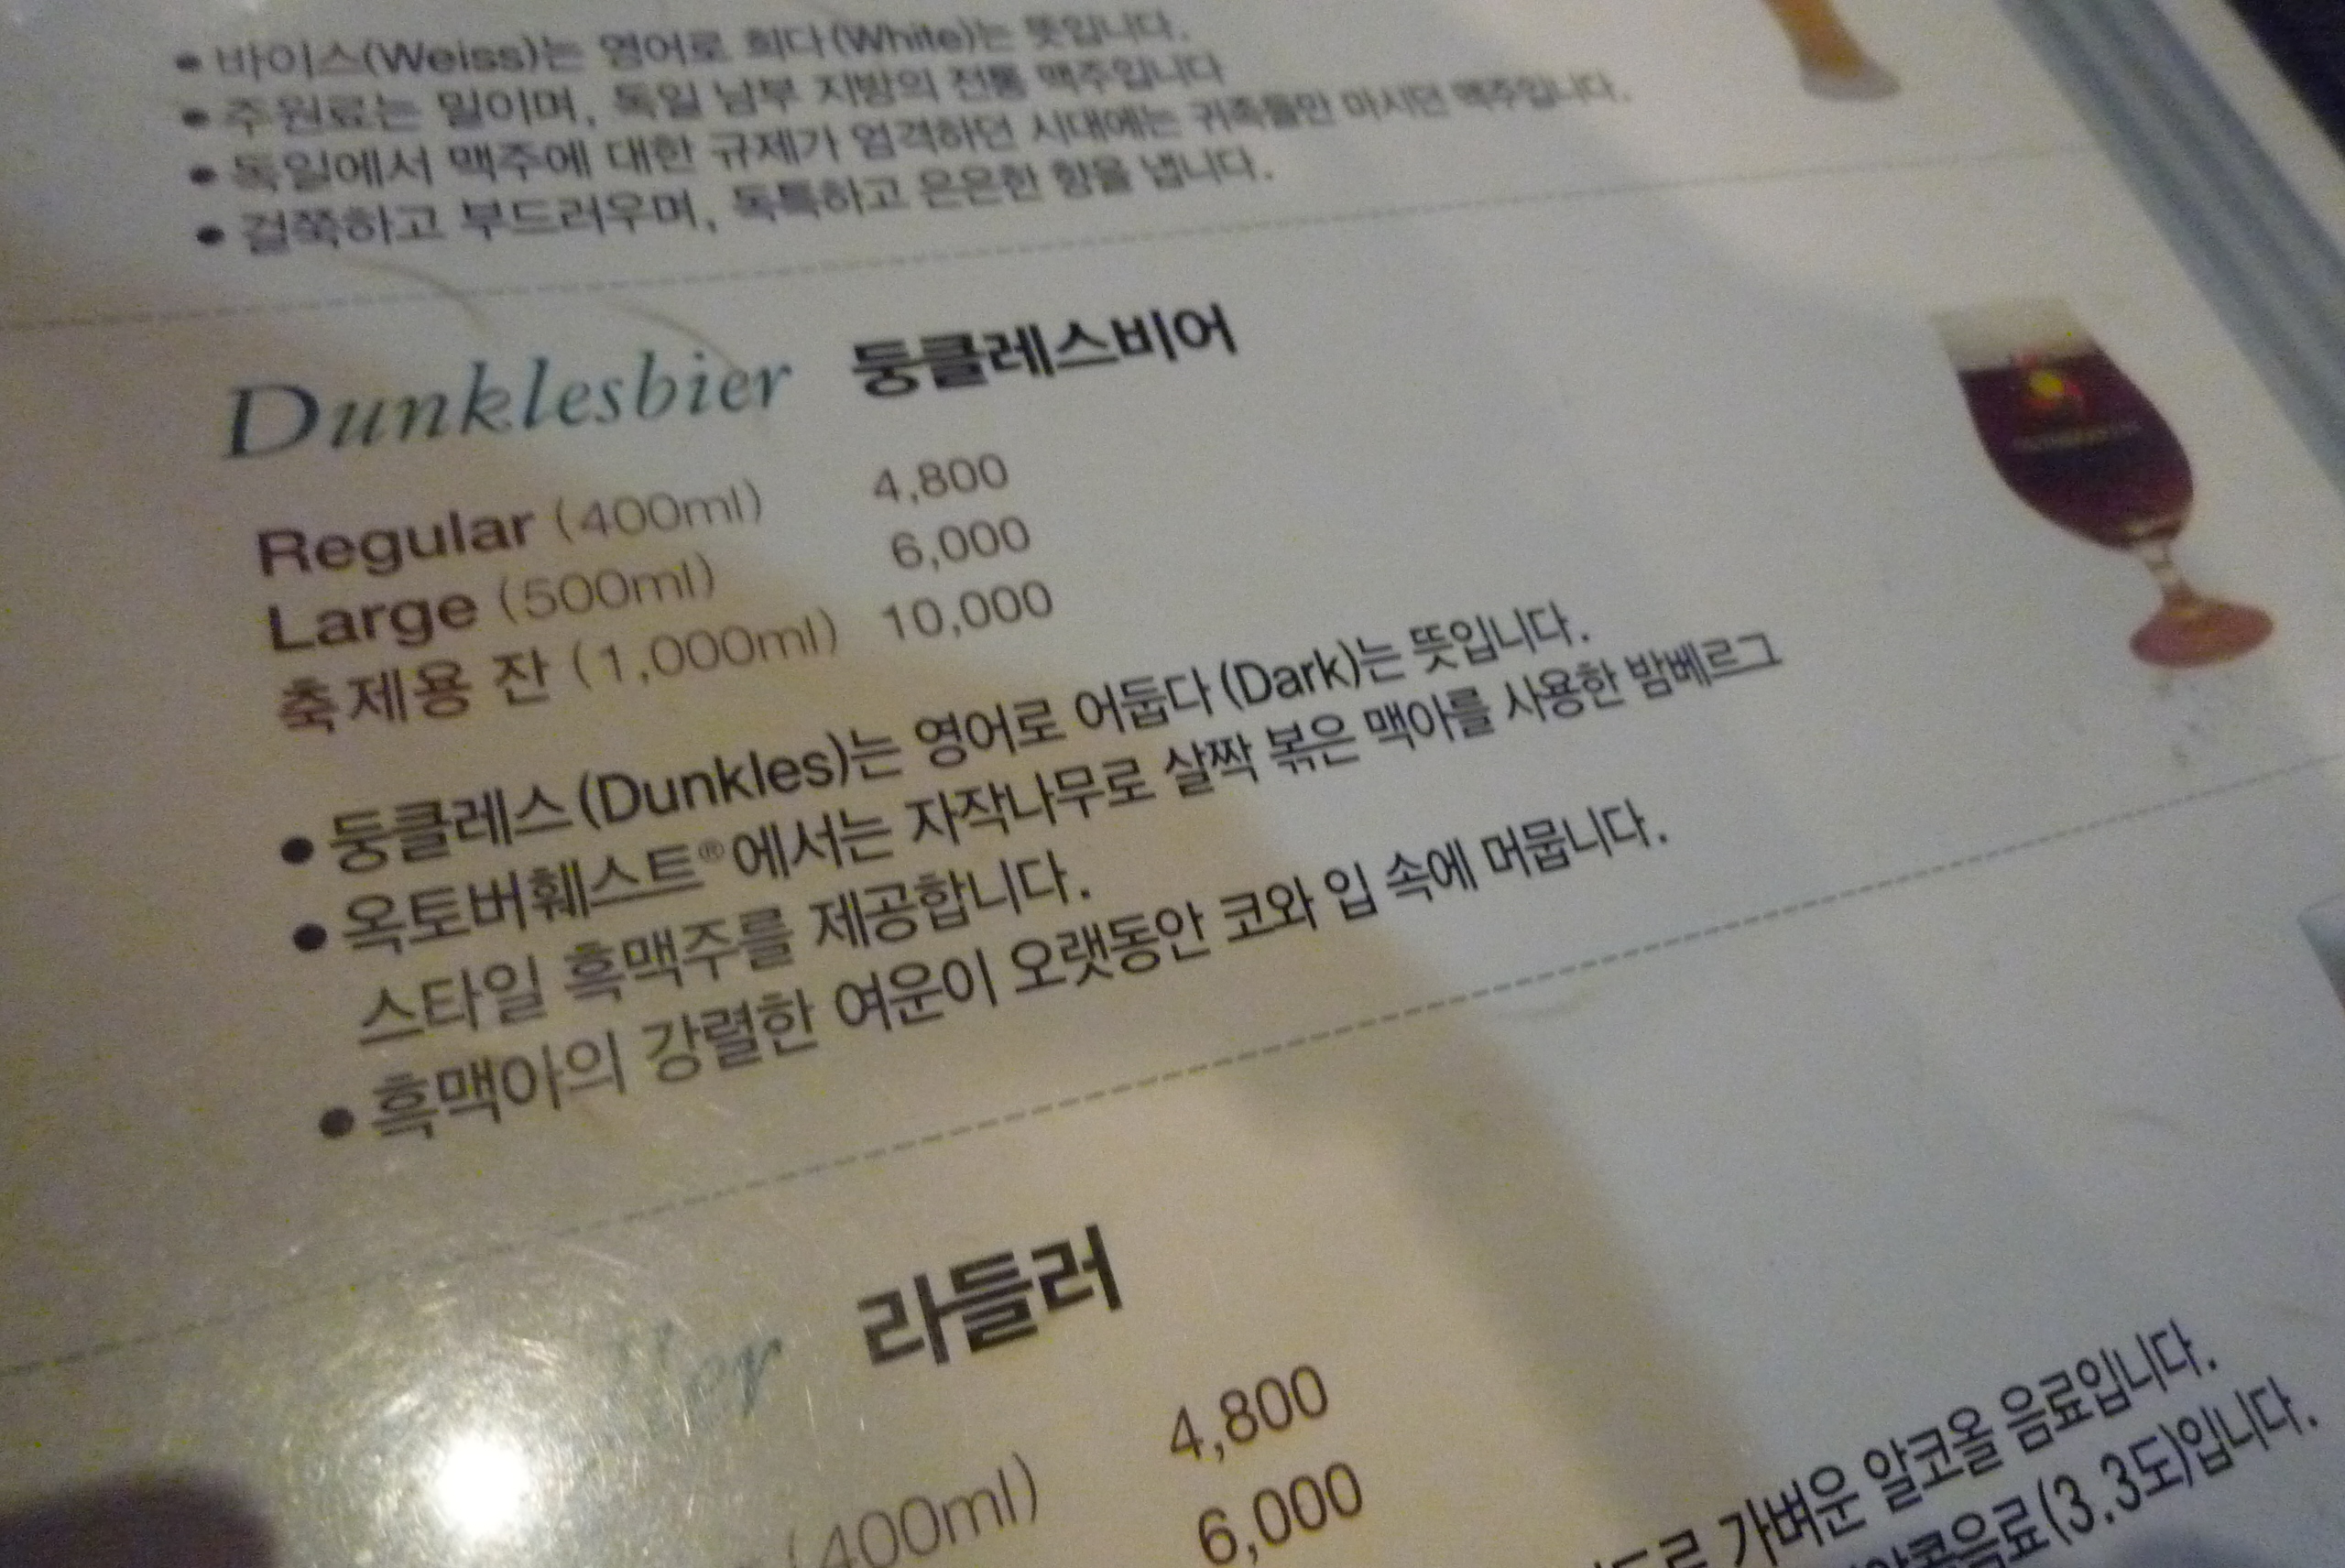 • 바이스(Weiss)는 영어로 희다(White)는 뜻입니다.
• 주원료는 밀이며, 독일 남부 지방의 전통 맥주입니다
• 독일에서 맥주에 대한 규제가 엄격하던 시대에는 귀족들만 마시던 맥주입니다.
• 걸쭉하고 부드러우며, 독특하고 은은한 향을 냅니다.
Dunklesbier 둥클레스비어
Regular (400ml) 4,800
Large (500ml) 6,000
축제용 잔 (1,000ml) 10,000
• 둥클레스(Dunkles)는 영어로 어둡다(Dark)는 뜻입니다.
• 옥토버훼스트®에서는 자작나무로 살짝 볶은 맥아를 사용한 밤베르그
스타일 흑맥주를 제공합니다.
• 흑맥아의 강렬한 여운이 오랫동안 코와 입 속에 머뭅니다.
라들러
(400ml) 4,800
6,000
가벼운 알코올 음료입니다.
(3.3도)입니다.